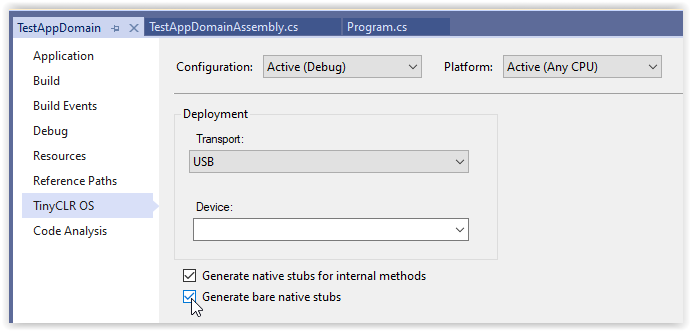 TestAppDomain TestAppDomainAssembly.cs Program.cs
Application
Build
Build Events
Debug
Resources
Reference Paths
TinyCLR OS
Code Analysis
Configuration: Active (Debug) Platform: Active (Any CPU)
Deployment
Transport:
USB
Device:
Generate native stubs for internal methods
Generate bare native stubs